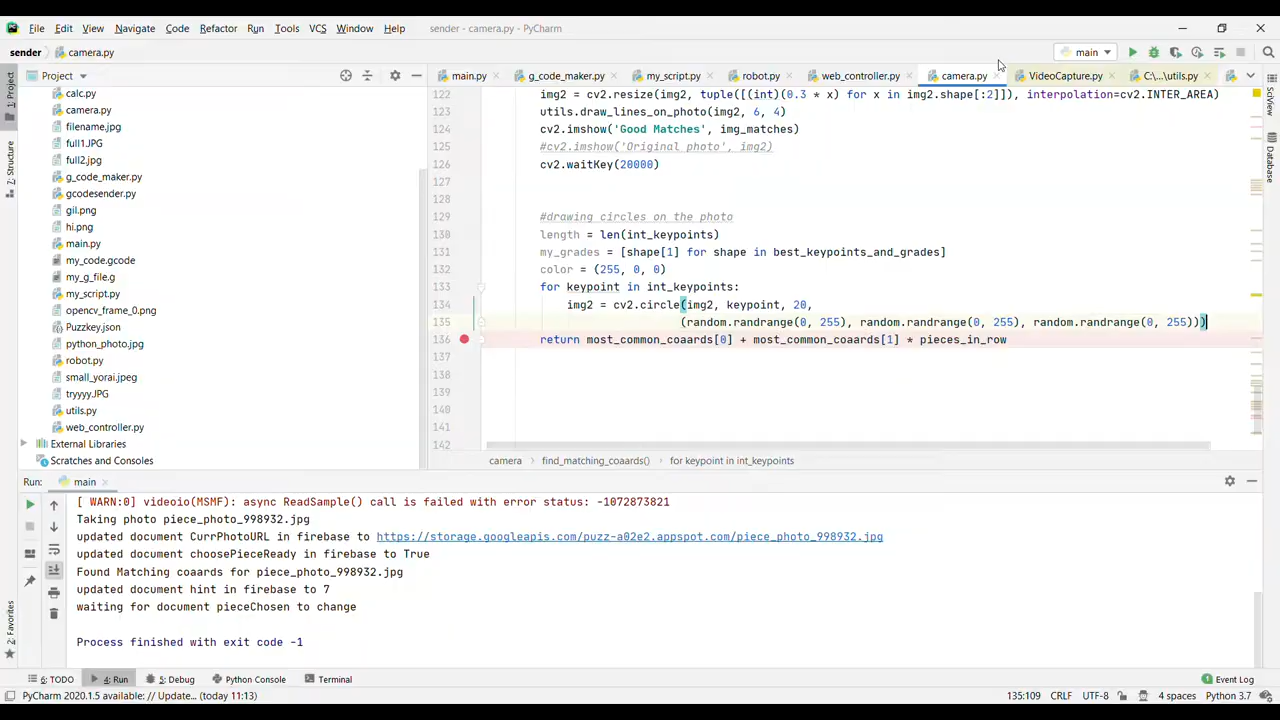 File Edit View Navigate Code Refactor Run Tools VCS Window Help sender - camera.py - PyCharm
sender camera.py main
Project main.py g_code_maker.py my_script.py robot.py web_controller.py camera.py VideoCapture.py C:\...\utils.py
1: Project
7: Structure
2: Favorites
SciView
Database
calc.py
camera.py
filename.jpg
full1JPG
full2.jpg
g_code_maker.py
gcodesender.py
gil.png
hi.png
main.py
my_code.gcode
my_g_file.g
my_script.py
opencv_frame_0.png
Puzzkey.json
python_photo.jpg
robot.py
small_yorai.jpeg
tryyyy.JPG
utils.py
web_controller.py
External Libraries
Scratches and Consoles
122 img2 = cv2.resize(img2, tuple([(int)(0.3 * x) for x in img2.shape[:2]]), interpolation=cv2.INTER_AREA)
123 utils.draw_lines_on_photo(img2, 6, 4)
124 cv2.imshow('Good Matches', img_matches)
125 #cv2.imshow('Original photo', img2)
126 cv2.waitKey(20000)
127
128
129 #drawing circles on the photo
130 length = len(int_keypoints)
131 my_grades = [shape[1] for shape in best_keypoints_and_grades]
132 color = (255, 0, 0)
133 for keypoint in int_keypoints:
134 img2 = cv2.circle(img2, keypoint, 20,
135 (random.randrange(0, 255), random.randrange(0, 255), random.randrange(0, 255)))
136 return most_common_coaards[0] + most_common_coaards[1] * pieces_in_row
137
138
139
140
141
142
camera find_matching_coaards() for keypoint in int_keypoints
Run: main
[ WARN:0] videoio(MSMF): async ReadSample() call is failed with error status: -1072873821
Taking photo piece_photo_998932.jpg
updated document CurrPhotoURL in firebase to https://storage.googleapis.com/puzz-a02e2.appspot.com/piece_photo_998932.jpg
updated document choosePieceReady in firebase to True
Found Matching coaards for piece_photo_998932.jpg
updated document hint in firebase to 7
waiting for document pieceChosen to change
Process finished with exit code -1
6: TODO 4: Run 5: Debug Python Console Terminal Event Log
PyCharm 2020.1.5 available: // Update... (today 11:13) 135:109 CRLF UTF-8 4 spaces Python 3.7